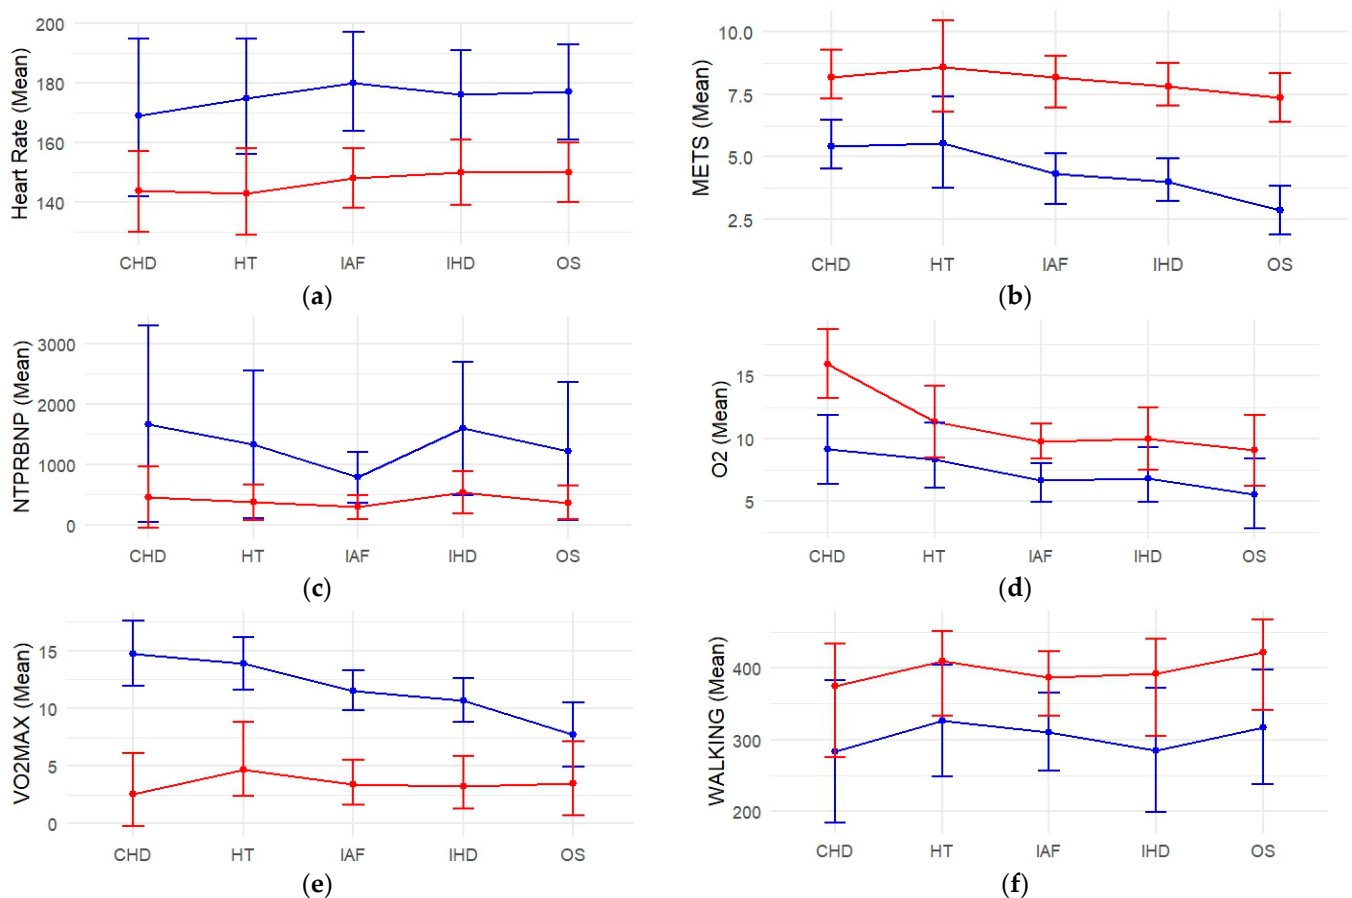 Heart Rate (Mean)
200
180
160
140
CHD HT IAF IHD OS
(a)
METS (Mean)
10.0
7.5
5.0
2.5
CHD HT IAF IHD OS
(b)
NTPRBNP (Mean)
3000
2000
1000
0
CHD HT IAF IHD OS
(c)
O2 (Mean)
15
10
5
CHD HT IAF IHD OS
(d)
VO2MAX (Mean)
15
10
5
0
CHD HT IAF IHD OS
(e)
WALKING (Mean)
400
300
200
CHD HT IAF IHD OS
(f)